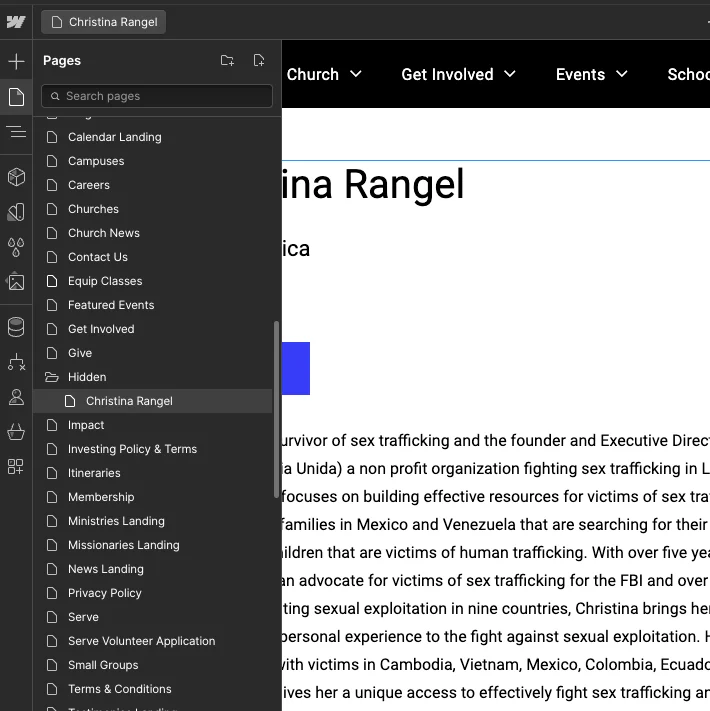 Christina Rangel
Pages
Search pages
Calendar Landing
Campuses
Careers
Churches
Church News
Contact Us
Equip Classes
Featured Events
Get Involved
Give
Hidden
Christina Rangel
Impact
Investing Policy & Terms
Itineraries
Membership
Ministries Landing
Missionaries Landing
News Landing
Privacy Policy
Serve
Serve Volunteer Application
Small Groups
Terms & Conditions
Church Get Involved Events Schoo
ina Rangel
ica
urvivor of sex trafficking and the founder and Executive Direc
ia Unida) a non profit organization fighting sex trafficking in L
focuses on building effective resources for victims of sex tra
families in Mexico and Venezuela that are searching for their
ildren that are victims of human trafficking. With over five yea
an advocate for victims of sex trafficking for the FBI and over
ting sexual exploitation in nine countries, Christina brings he
personal experience to the fight against sexual exploitation. H
vith victims in Cambodia, Vietnam, Mexico, Colombia, Ecuado
ives her a unique access to effectively fight sex trafficking an